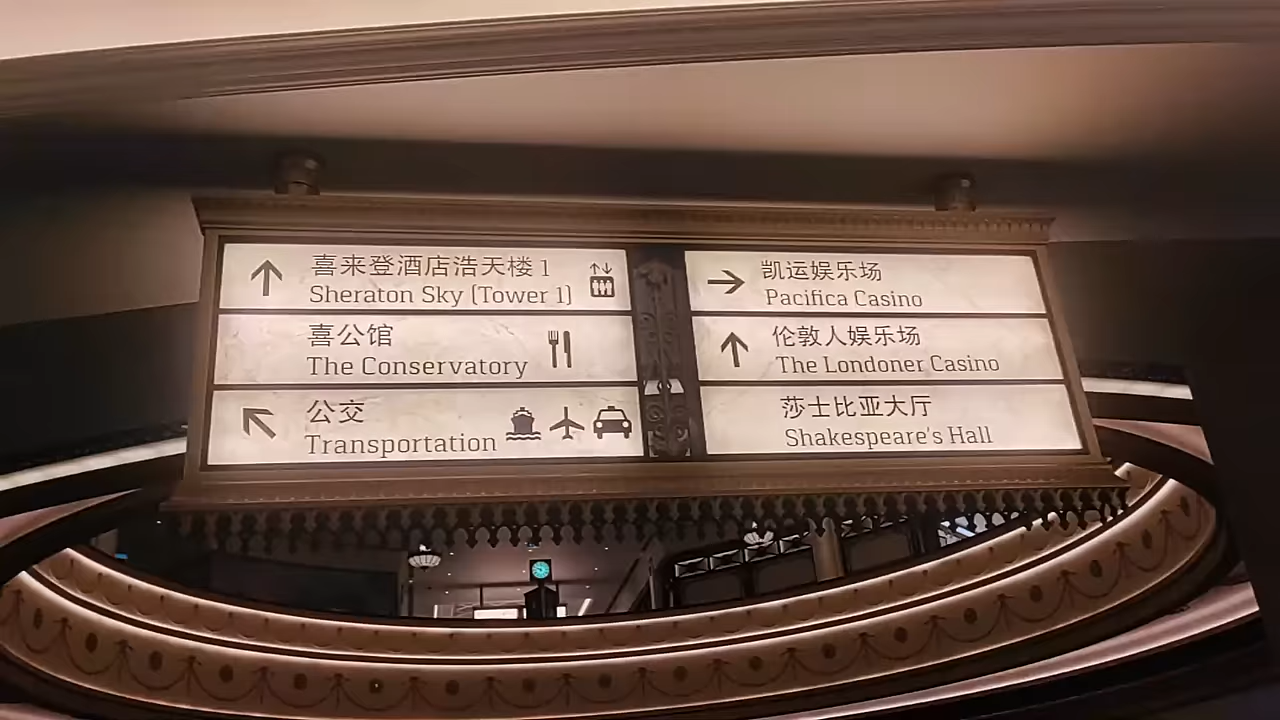 喜来登酒店浩天楼 1
Sheraton Sky (Tower 1)
喜公馆
The Conservatory
公交
Transportation
凯运娱乐场
Pacifica Casino
伦敦人娱乐场
The Londoner Casino
莎士比亚大厅
Shakespeare's Hall